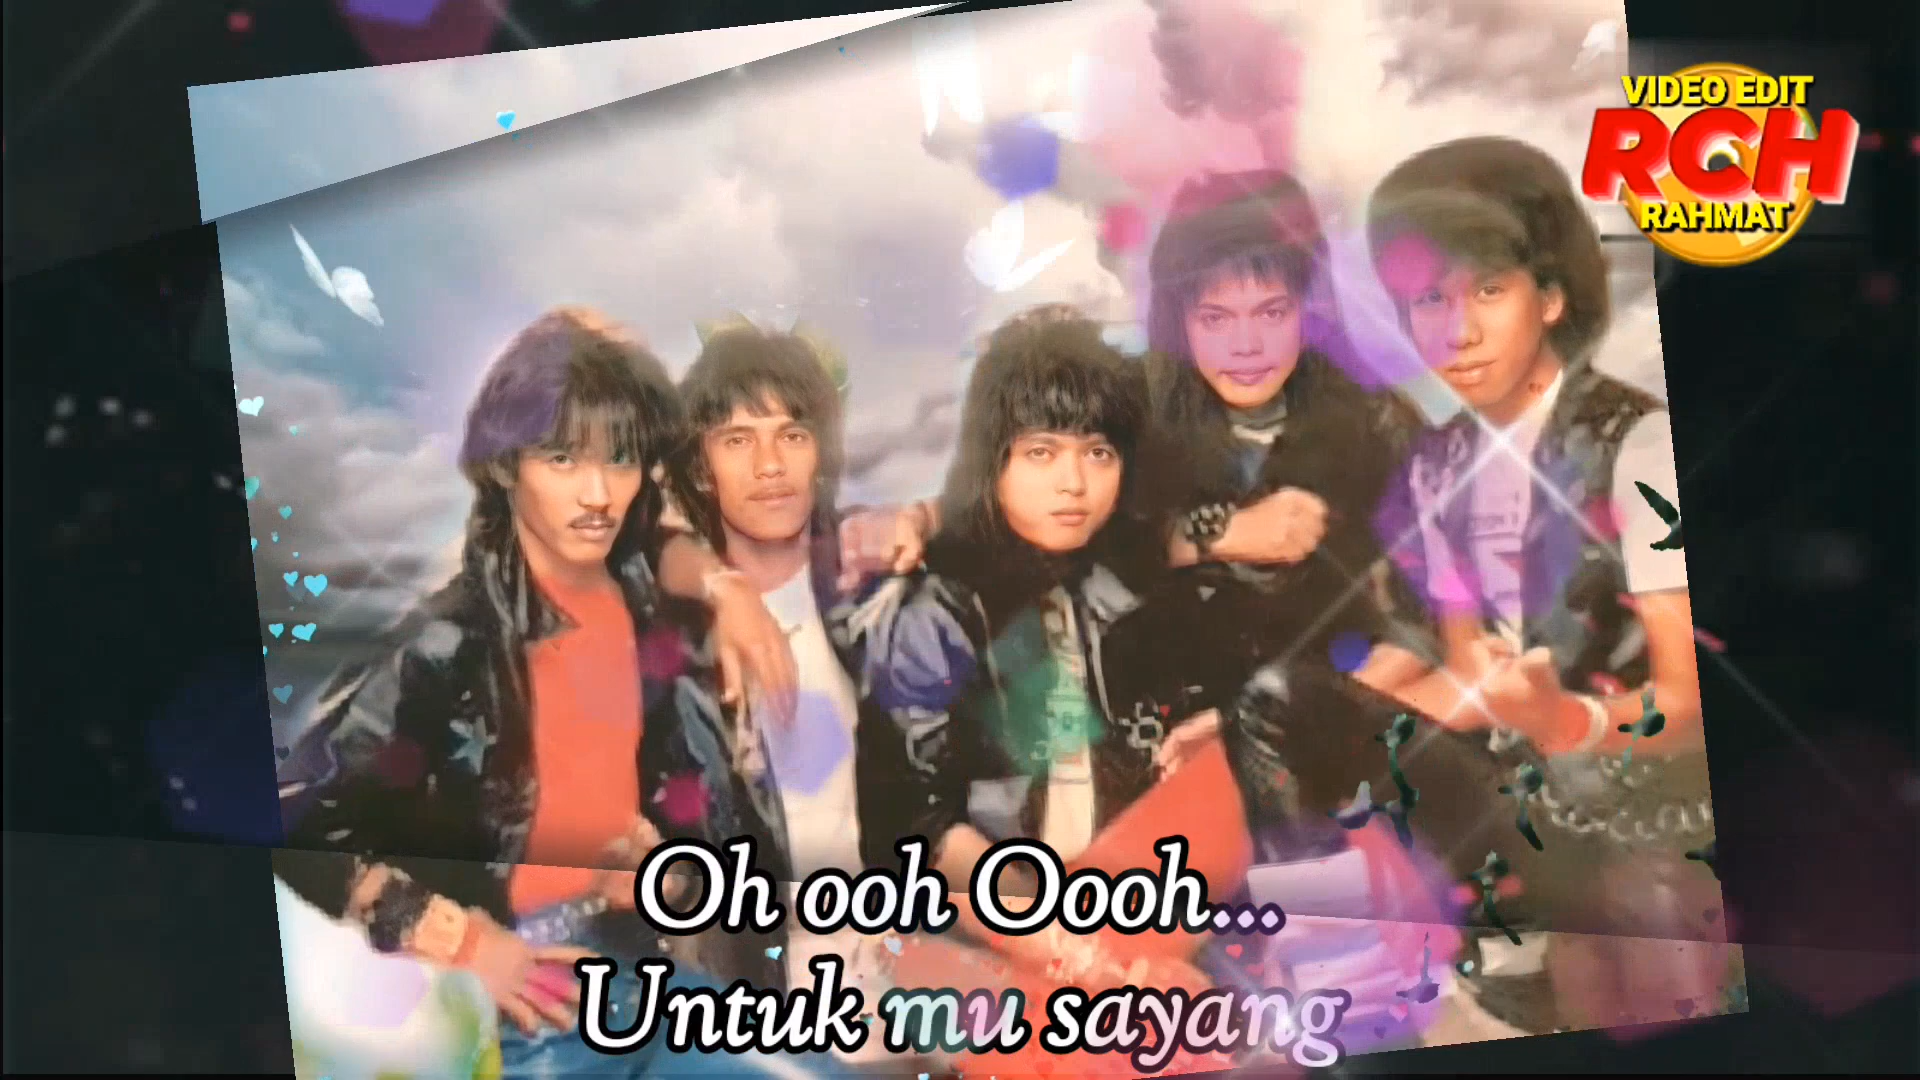 VIDEO EDIT
RCH
RAHMAT
Oh ooh Oooh...
Untuk mu sayang